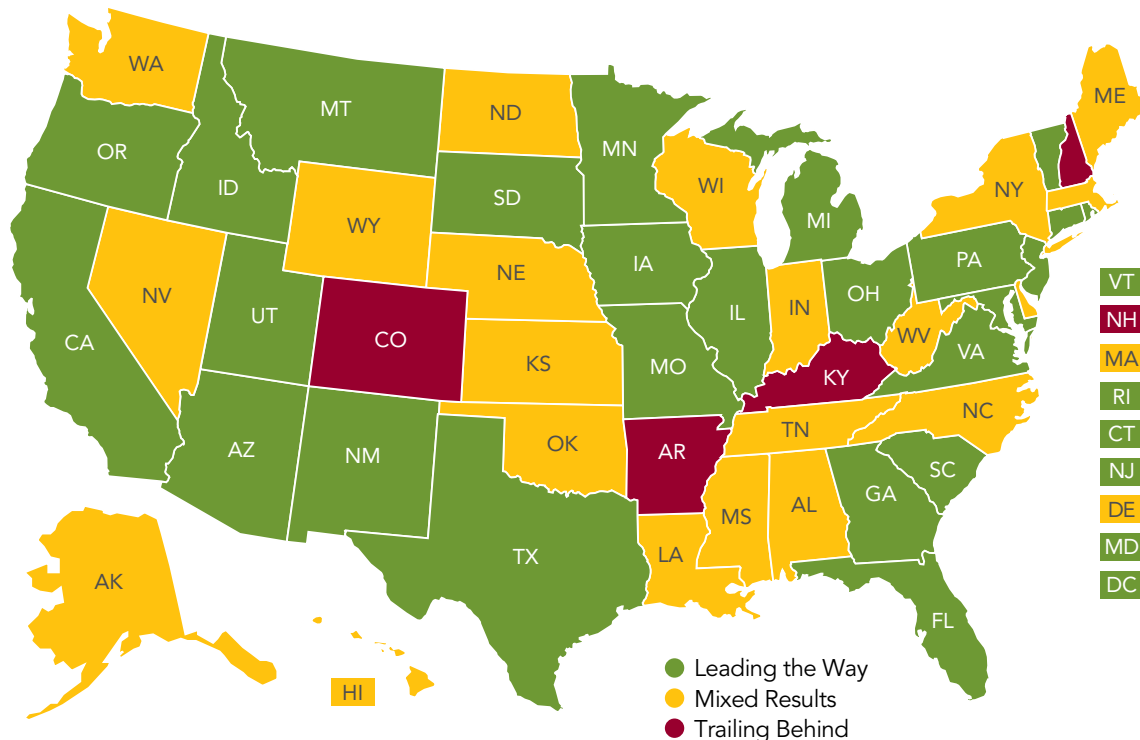 WA
MT
ND
MN
ME
OR
ID
SD
WI
NY
WY
MI
IA
NE
PA
NV
UT
CO
IL
IN
OH
WV
VA
CA
KS
MO
KY
NC
AZ
NM
OK
AR
TN
SC
GA
MS
AL
TX
LA
FL
AK
HI
VT
NH
MA
RI
CT
NJ
DE
MD
DC
Leading the Way
Mixed Results
Trailing Behind